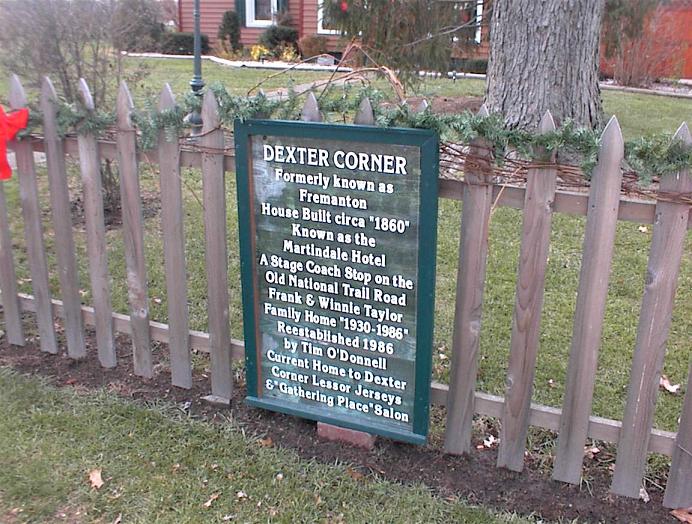 DEXTER CORNER
Formerly known as
Fremanton
House Built circa "1860"
Known as the
Martindale Hotel
A Stage Coach Stop on the
Old National Trail Road
Frank & Winnie Taylor
Family Home "1930-1986"
Reestablished 1986
by Tim O'Donnell
Current Home to Dexter
Corner Lessor Jerseys
&"Gathering Place"Salon